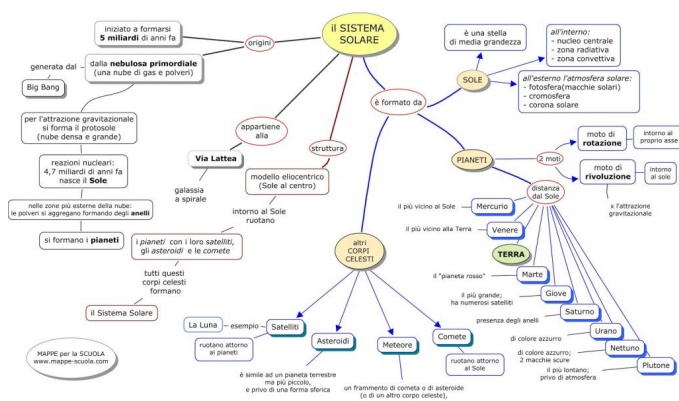 il SISTEMA
SOLARE
iniziato a formarsi
5 miliardi di anni fa
origini
dalla nebulosa primordiale
(una nube di gas e polveri)
generata dal
Big Bang
per l'attrazione gravitazionale
si forma il protosole
(nube densa e grande)
reazioni nucleari:
4,7 miliardi di anni fa
nasce il Sole
nelle zone più esterne della nube:
le polveri si aggregano formando degli anelli
si formano i pianeti
appartiene
alla
Via Lattea
galassia
a spirale
struttura
modello eliocentrico
(Sole al centro)
intorno al Sole
ruotano
i pianeti con i loro satelliti,
gli asteroidi e le comete
tutti questi
corpi celesti
formano
il Sistema Solare
è formato da
SOLE
è una stella
di media grandezza
all'interno:
- nucleo centrale
- zona radiativa
- zona convettiva
all'esterno l'atmosfera solare:
- fotosfera(macchie solari)
- cromosfera
- corona solare
PIANETI
2 moti
moto di
rotazione
intorno al
proprio asse
moto di
rivoluzione
intorno
al sole
x l'attrazione
gravitazionale
distanza
dal Sole
il più vicino al Sole
Mercurio
il più vicino alla Terra
Venere
TERRA
il "pianeta rosso"
Marte
il più grande;
ha numerosi satelliti
Giove
presenza degli anelli
Saturno
di colore azzurro
Urano
di colore azzurro;
2 macchie scure
Nettuno
il più lontano;
privo di atmosfera
Plutone
altri
CORPI
CELESTI
La Luna
esempio
Satelliti
ruotano attorno
ai pianeti
Asteroidi
è simile ad un pianeta terrestre
ma più piccolo,
e privo di una forma sferica
Meteore
un frammento di cometa o di asteroide
(o di un altro corpo celeste),
Comete
ruotano attorno
al Sole
MAPPE per la SCUOLA
www.mappe-scuola.com